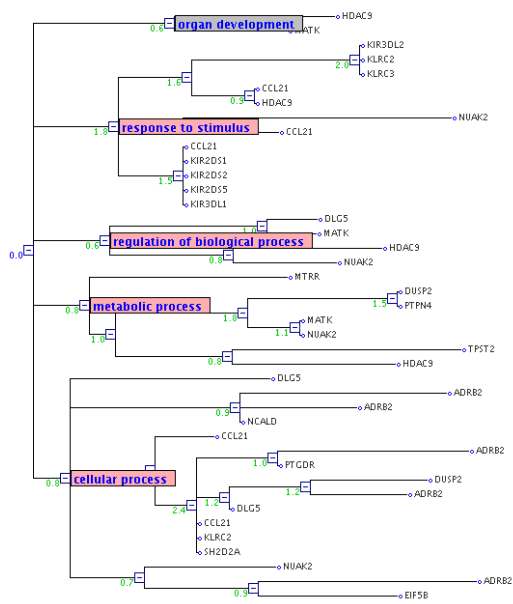 HDAC9
organ development
0.6
MATK
KIR3DL2
KLRC2
2.0
KLRC3
1.6
CCL21
0.9
HDAC9
NUAK2
response to stimulus
1.8
CCL21
CCL21
KIR2DS1
KIR2DS2
1.5
KIR2DS5
KIR3DL1
DLG5
1.0
MATK
regulation of biological process
0.6
HDAC9
0.0
0.8
NUAK2
MTRR
DUSP2
1.5
PTPN4
metabolic process
0.8
1.8
MATK
1.1
NUAK2
1.0
TPST2
0.8
HDAC9
DLG5
ADRB2
0.9
ADRB2
NCALD
CCL21
ADRB2
1.0
PTGDR
cellular process
0.8
DUSP2
1.2
ADRB2
1.2
2.4
DLG5
CCL21
KLRC2
SH2D2A
NUAK2
0.7
ADRB2
0.9
EIF5B